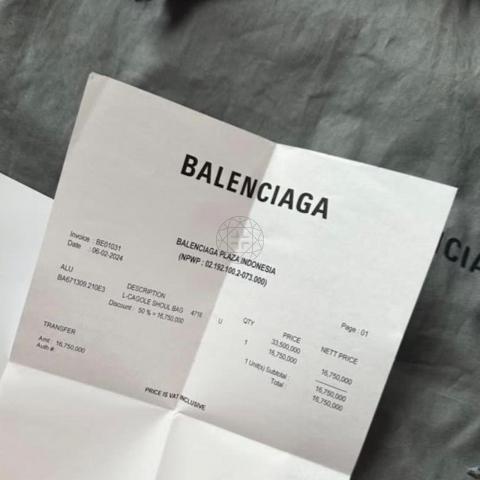 BALENCIAGA
BALENCIAGA PLAZA INDONESIA
(NPWP : 02.192.100.2-073.000)
Invoice : BE01031
Date : 06-02-2024
Page : 01
ALU DESCRIPTION QTY PRICE NETT PRICE
BA671309.210E3 L-CAGOLE SHOUL BAG 4716 U 1 33,500,000
Discount : 50 % = 16,750,000 16,750,000 16,750,000
1 Unit(s) Subtotal : 16,750,000
Total : 16,750,000
TRANSFER
Amt : 16,750,000
Auth #
PRICE IS VAT INCLUSIVE
CIA